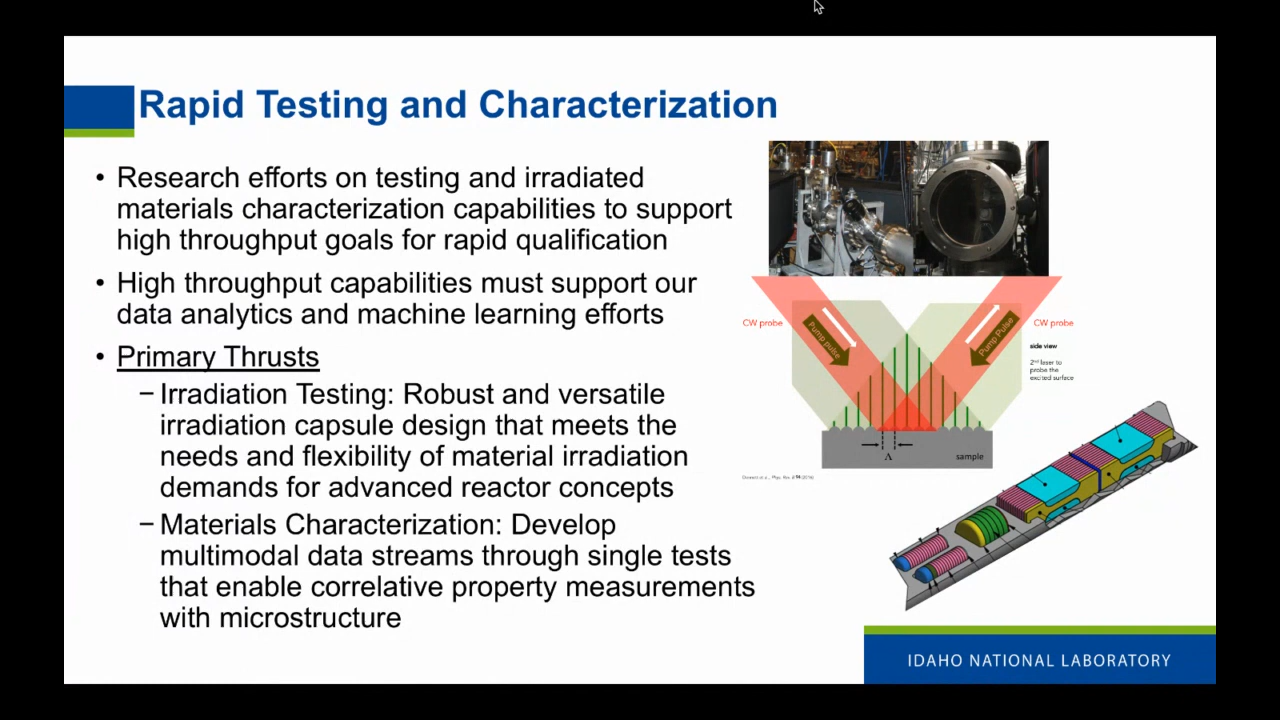 Rapid Testing and Characterization
• Research efforts on testing and irradiated
materials characterization capabilities to support
high throughput goals for rapid qualification
• High throughput capabilities must support our
data analytics and machine learning efforts
• Primary Thrusts
− Irradiation Testing: Robust and versatile
irradiation capsule design that meets the
needs and flexibility of material irradiation
demands for advanced reactor concepts
− Materials Characterization: Develop
multimodal data streams through single tests
that enable correlative property measurements
with microstructure
CW probe
Pump pulse
Pump Pulse
CW probe
side view
2nd laser to
probe the
excited surface
Λ
sample
IDAHO NATIONAL LABORATORY